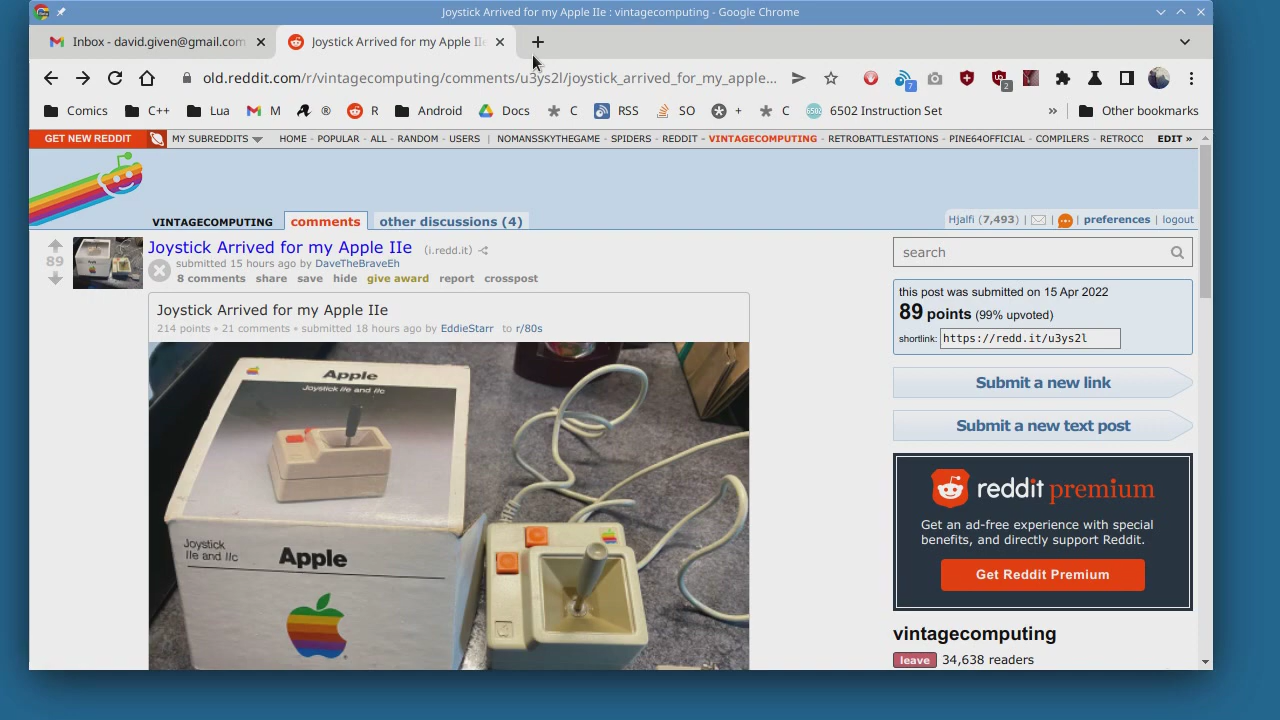 Joystick Arrived for my Apple IIe : vintagecomputing - Google Chrome
Inbox - david.given@gmail.com
Joystick Arrived for my Apple IIe
old.reddit.com/r/vintagecomputing/comments/u3ys2l/joystick_arrived_for_my_apple...
7
2
Comics C++ Lua M ® R Android Docs C RSS SO + C 6502 Instruction Set » Other bookmarks
GET NEW REDDIT MY SUBREDDITS HOME - POPULAR - ALL - RANDOM - USERS | NOMANSSKYTHEGAME - SPIDERS - REDDIT - VINTAGECOMPUTING - RETROBATTLESTATIONS - PINE64OFFICIAL - COMPILERS - RETROCO EDIT »
VINTAGECOMPUTING comments other discussions (4)
Hjalfi (7,493) | | | preferences | logout
Joystick Arrived for my Apple IIe (i.redd.it)
89
submitted 15 hours ago by DaveTheBraveEh
8 comments share save hide give award report crosspost
Joystick Arrived for my Apple IIe
214 points • 21 comments • submitted 18 hours ago by EddieStarr to r/80s
Apple
Joystick IIe and IIc
Joystick
IIe and IIc
Apple
search
this post was submitted on 15 Apr 2022
89 points (99% upvoted)
shortlink: https://redd.it/u3ys2l
Submit a new link
Submit a new text post
reddit premium
Get an ad-free experience with special
benefits, and directly support Reddit.
Get Reddit Premium
vintagecomputing
leave 34,638 readers